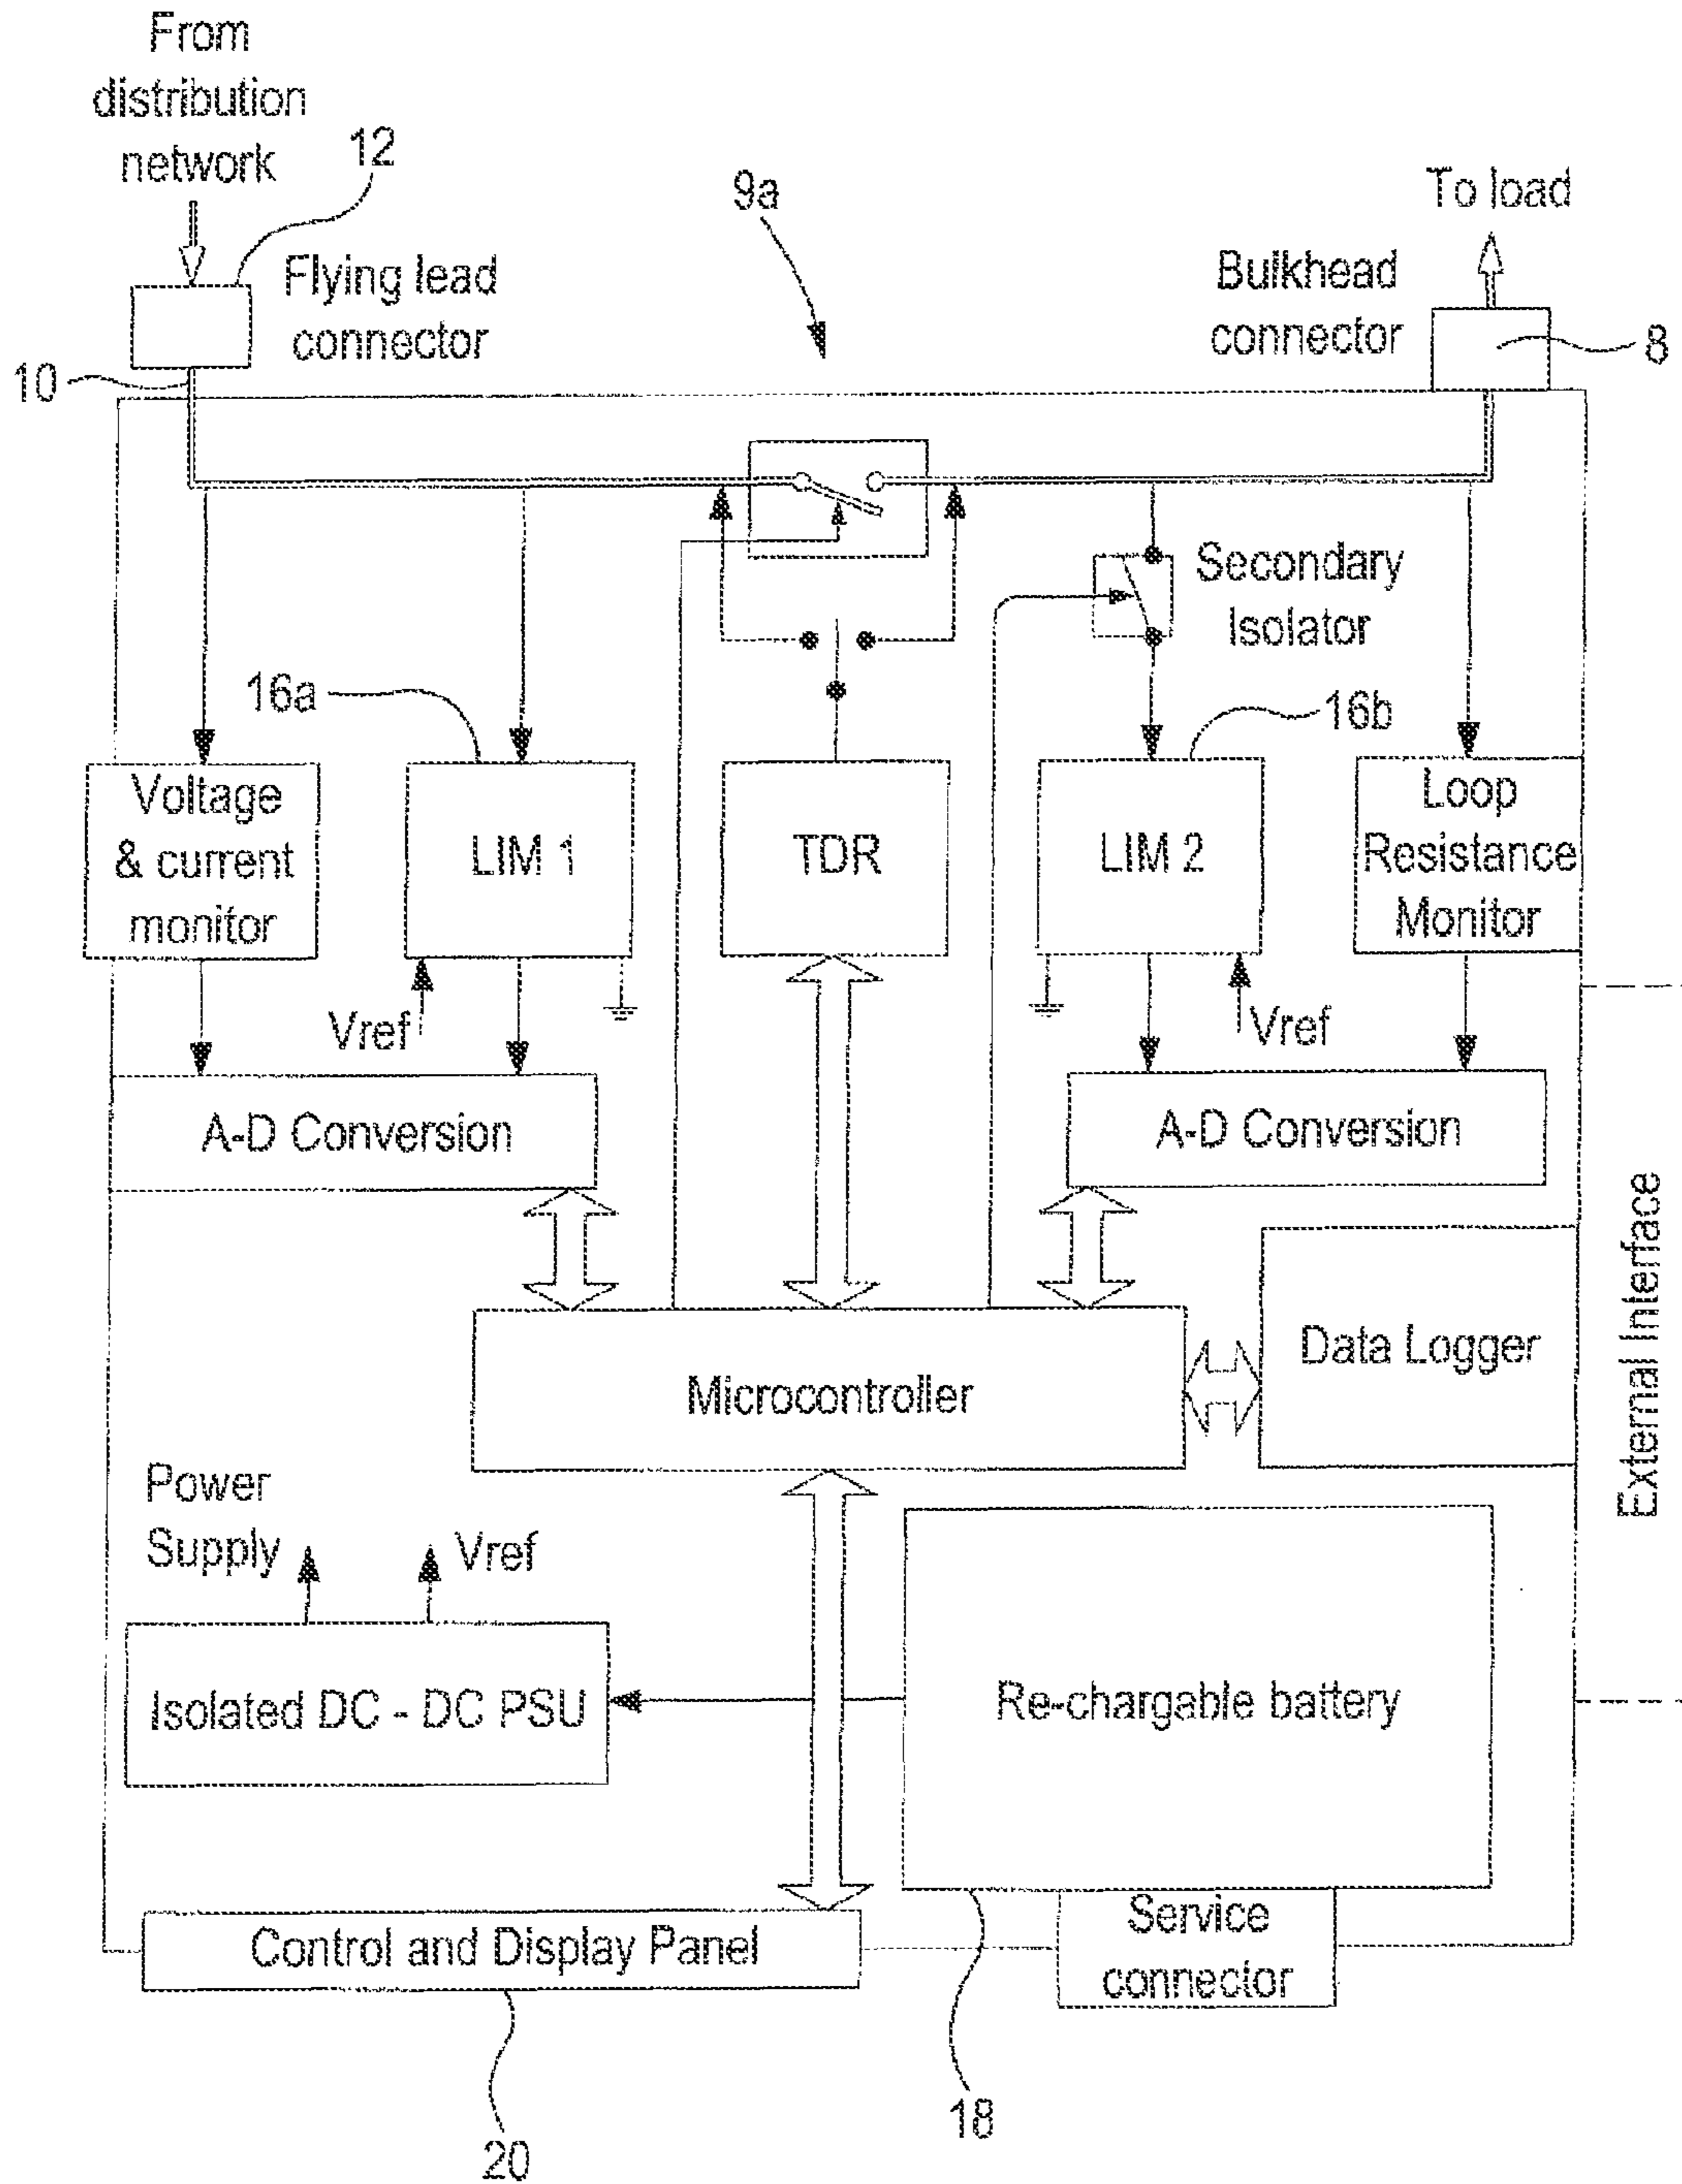 From
distribution
network
12
9a
To load
Flying lead
connector
Bulkhead
connector
8
10
Secondary
Isolator
16a
16b
Voltage
& current
monitor
LIM 1
TDR
LIM 2
Loop
Resistance
Monitor
Vref
Vref
A-D Conversion
A-D Conversion
External Interface
Data Logger
Microcontroller
Power
Supply
Vref
Isolated DC - DC PSU
Re-chargable battery
Control and Display Panel
Service
connector
18
20